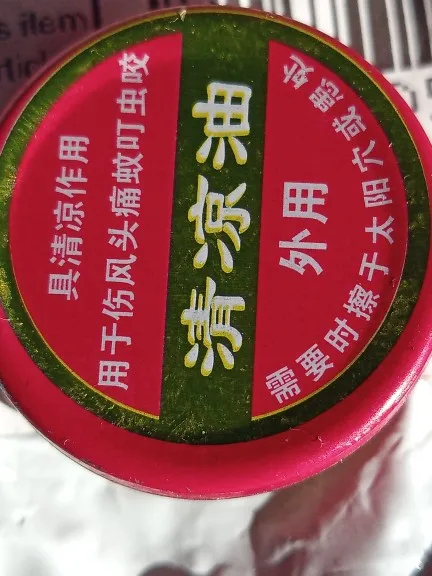 s item
清凉油
具清凉作用
用于伤风头痛蚊叮虫咬
外用
需要时擦于太阳穴或患处